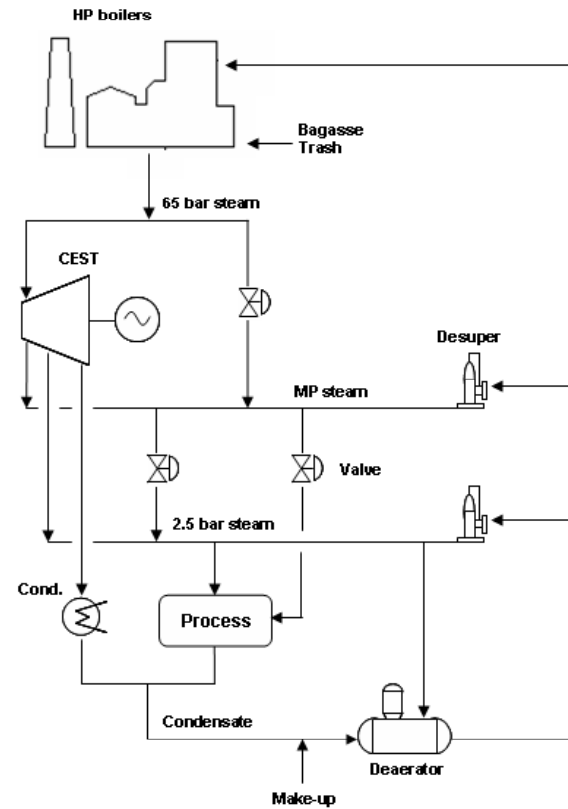 HP boilers
Bagasse
Trash
65 bar steam
CEST
Desuper
MP steam
Valve
2.5 bar steam
Cond.
Process
Condensate
Deaerator
Make-up